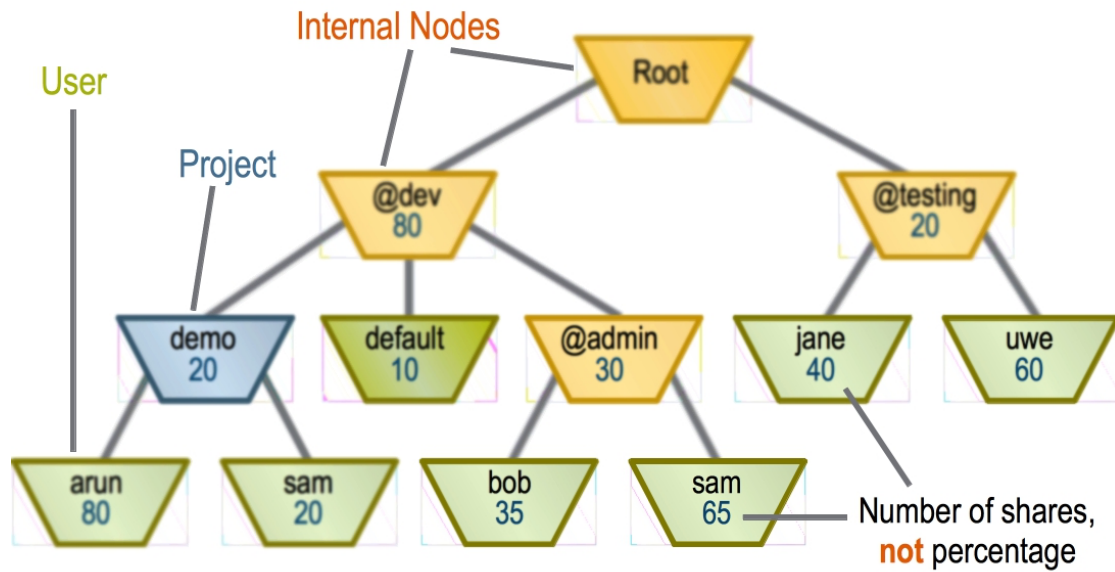 Internal Nodes
Root
User
Project
@dev
80
@testing
20
demo
20
default
10
@admin
30
jane
40
uwe
60
arun
80
sam
20
bob
35
sam
65
Number of shares,
not percentage